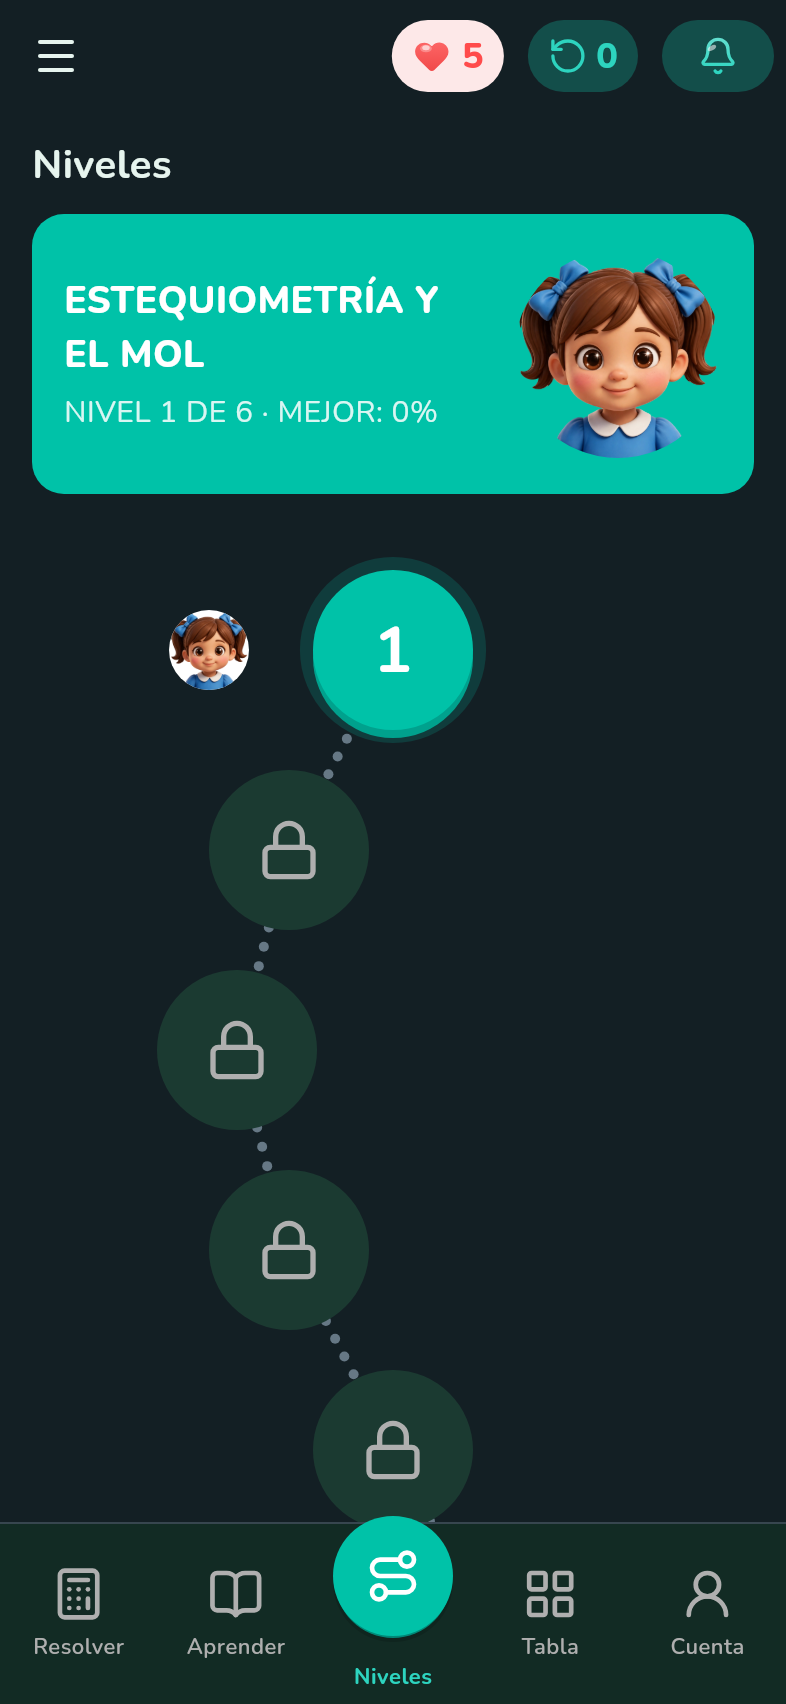 5
0
Niveles
ESTEQUIOMETRÍA Y
EL MOL
NIVEL 1 DE 6 · MEJOR: 0%
1
Resolver
Aprender
Niveles
Tabla
Cuenta